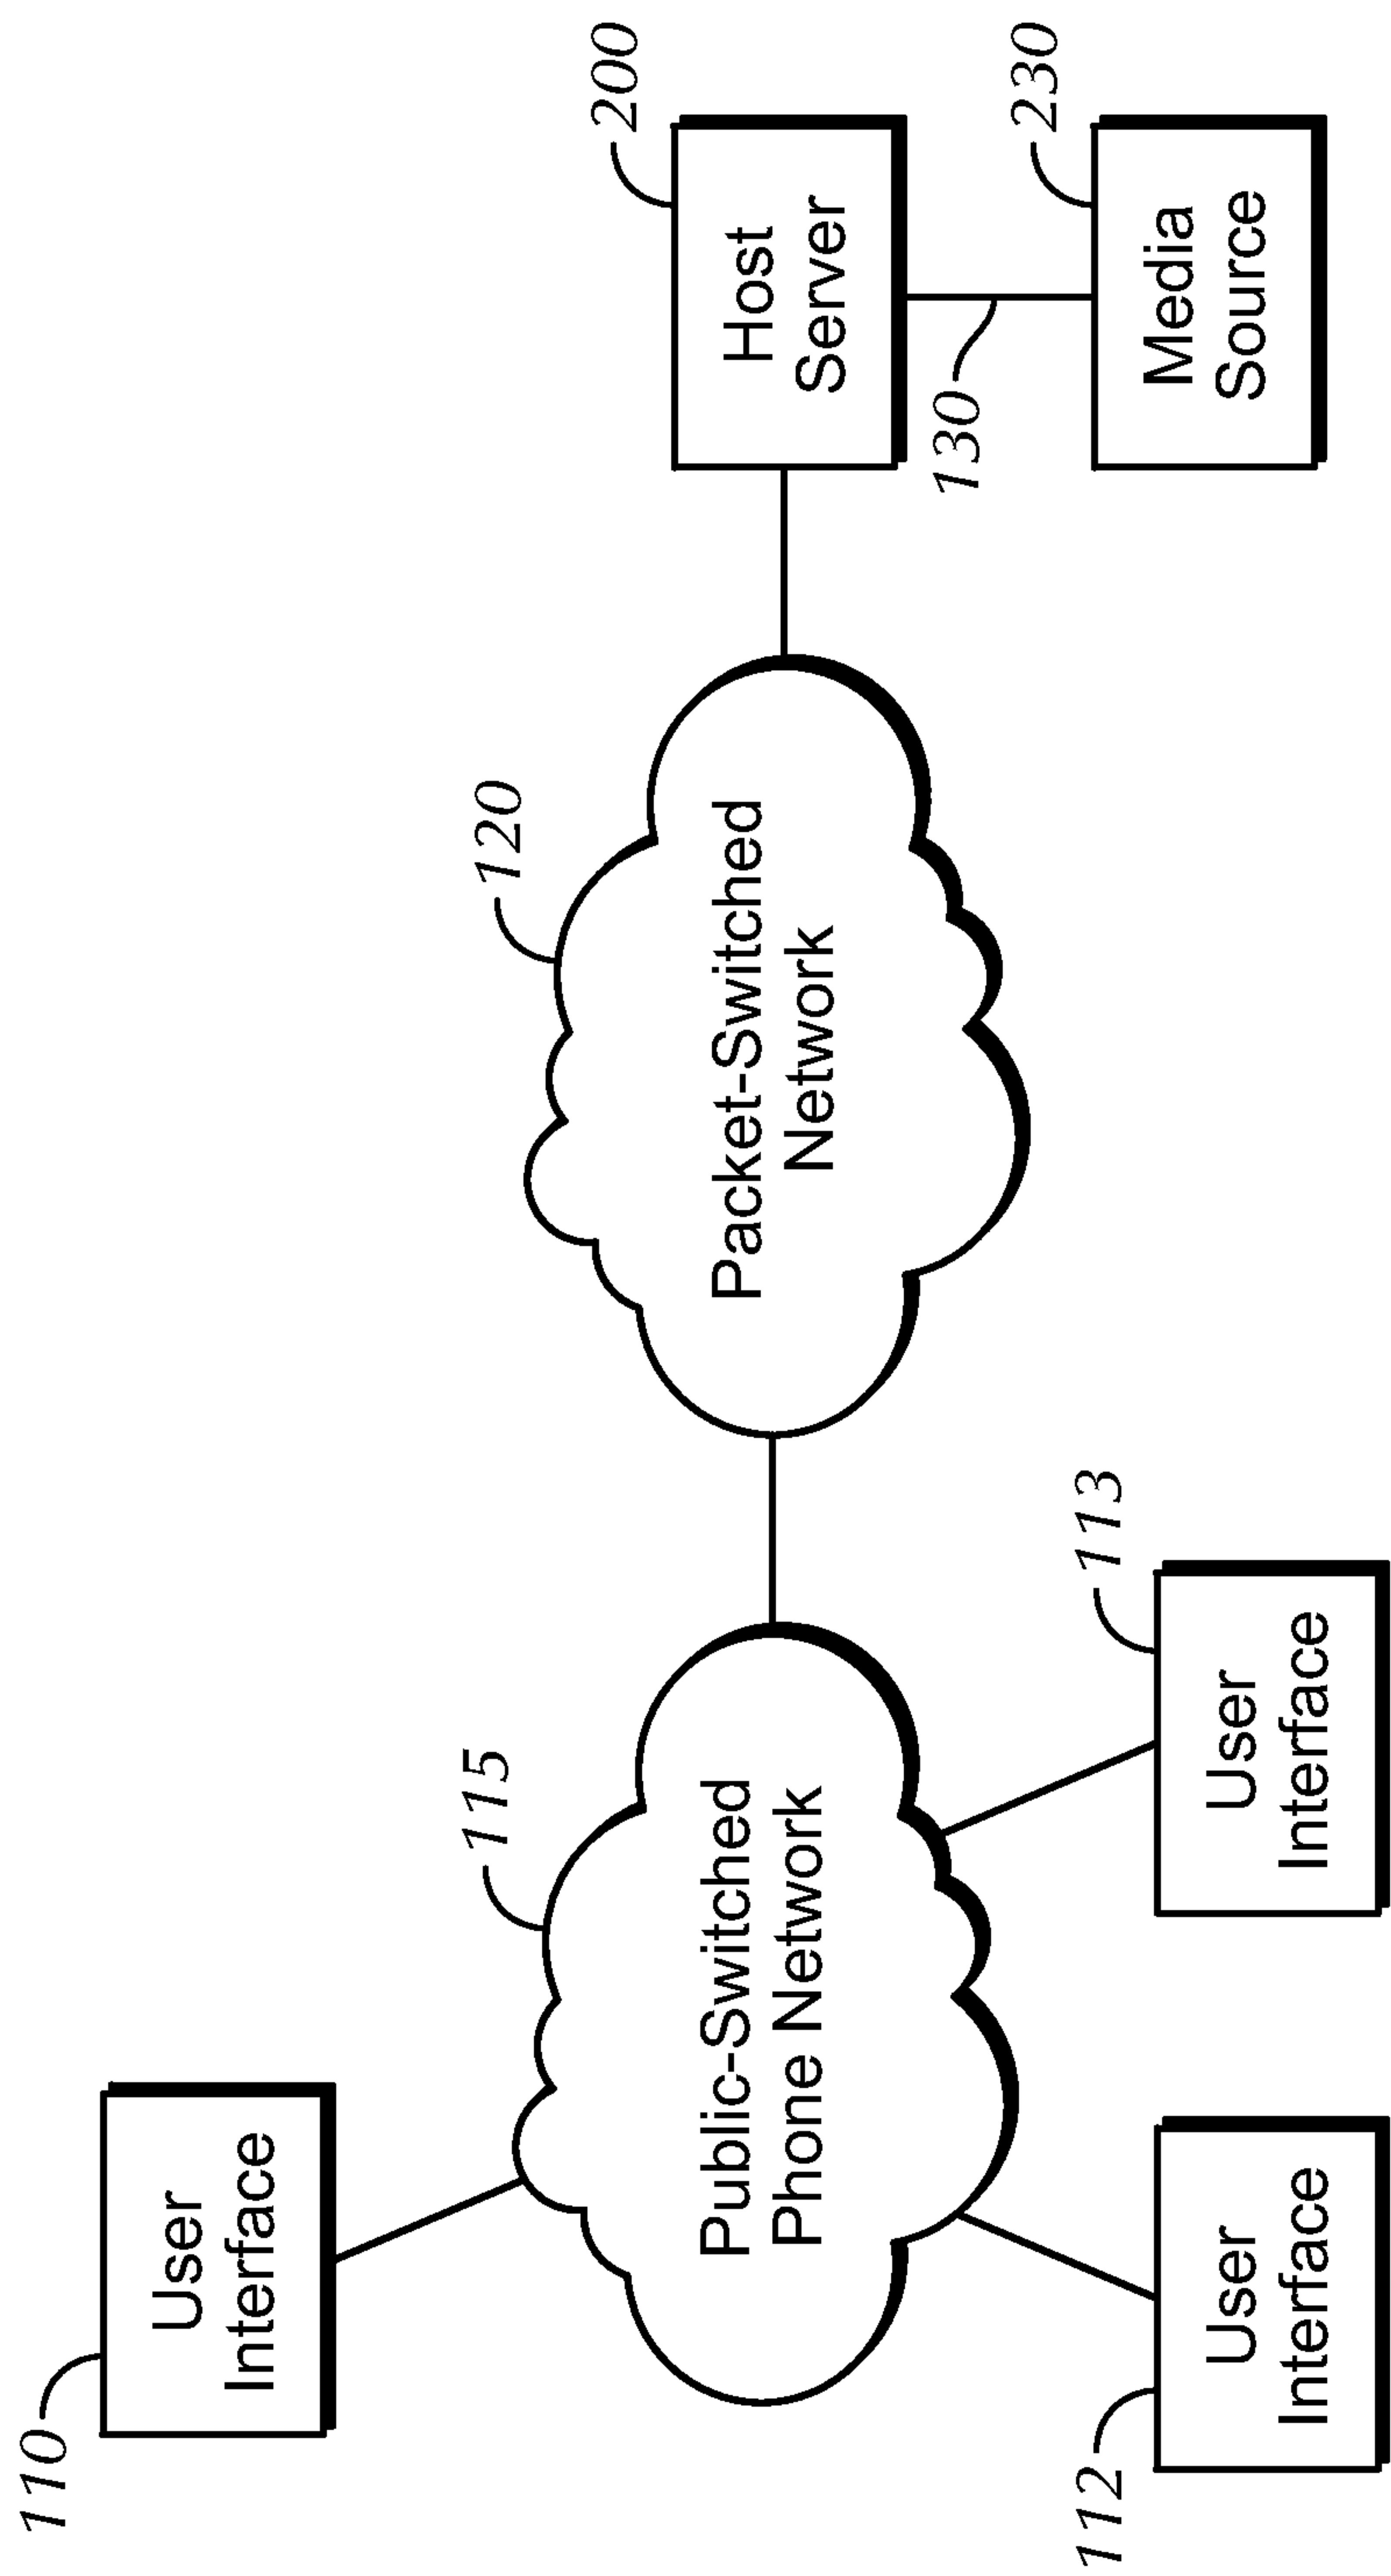 110
User
Interface
115
Public-Switched
Phone Network
112
User
Interface
113
User
Interface
120
Packet-Switched
Network
200
Host
Server
130
230
Media
Source